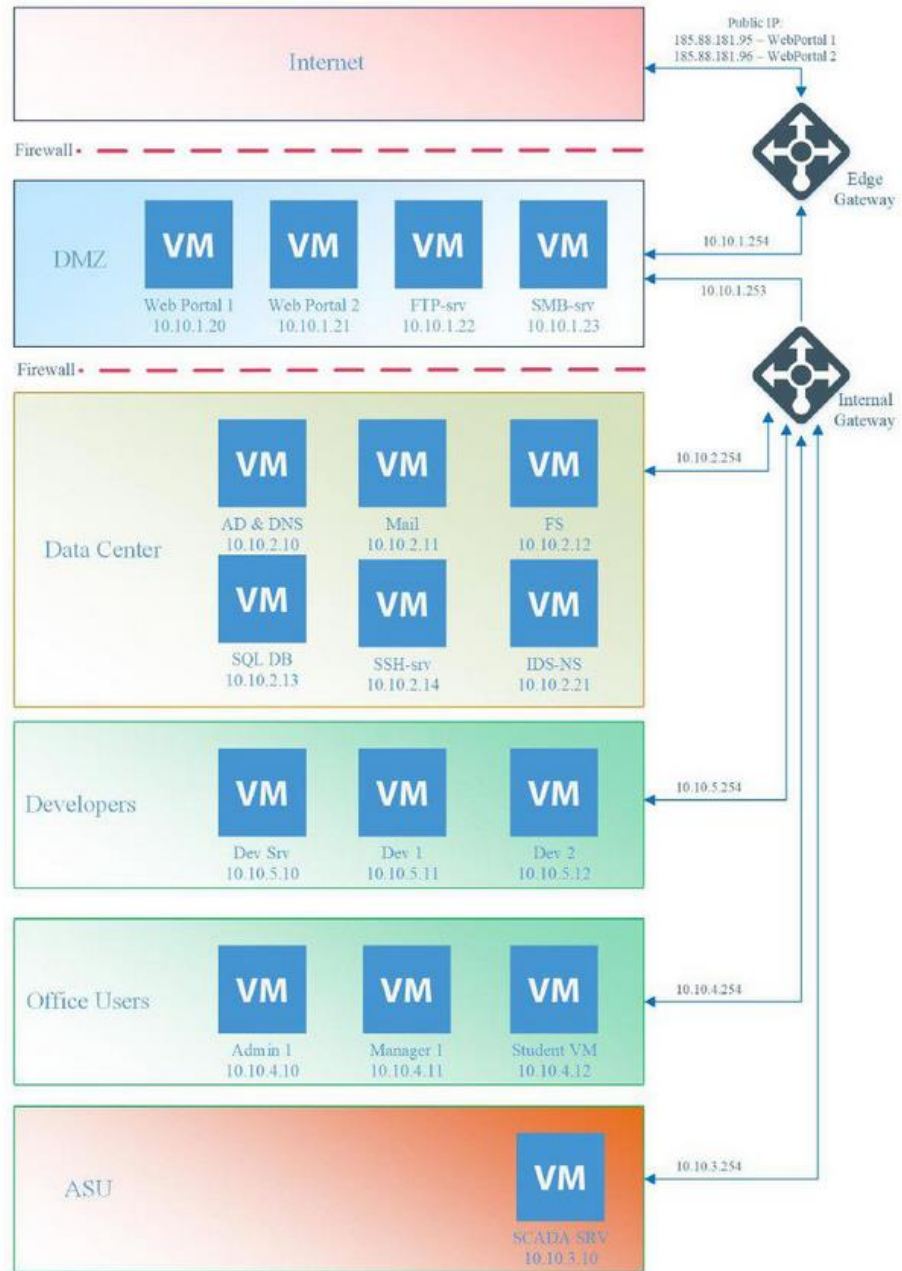 Public IP:
185.88.181.95 – WebPortal 1
185.88.181.96 – WebPortal 2
Internet
Firewall
Edge
Gateway
10.10.1.254
DMZ
VM
VM
VM
VM
Web Portal 1
Web Portal 2
FTP-srv
SMB-srv
10.10.1.20
10.10.1.21
10.10.1.22
10.10.1.23
10.10.1.253
Firewall
Internal
Gateway
10.10.2.254
Data Center
VM
VM
VM
AD & DNS
Mail
FS
10.10.2.10
10.10.2.11
10.10.2.12
VM
VM
VM
SQL DB
SSH-srv
IDS-NS
10.10.2.13
10.10.2.14
10.10.2.21
Developers
VM
VM
VM
10.10.5.254
Dev Srv
Dev 1
Dev 2
10.10.5.10
10.10.5.11
10.10.5.12
Office Users
VM
VM
VM
10.10.4.254
Admin 1
Manager 1
Student VM
10.10.4.10
10.10.4.11
10.10.4.12
ASU
VM
10.10.3.254
SCADA SRV
10.10.3.10